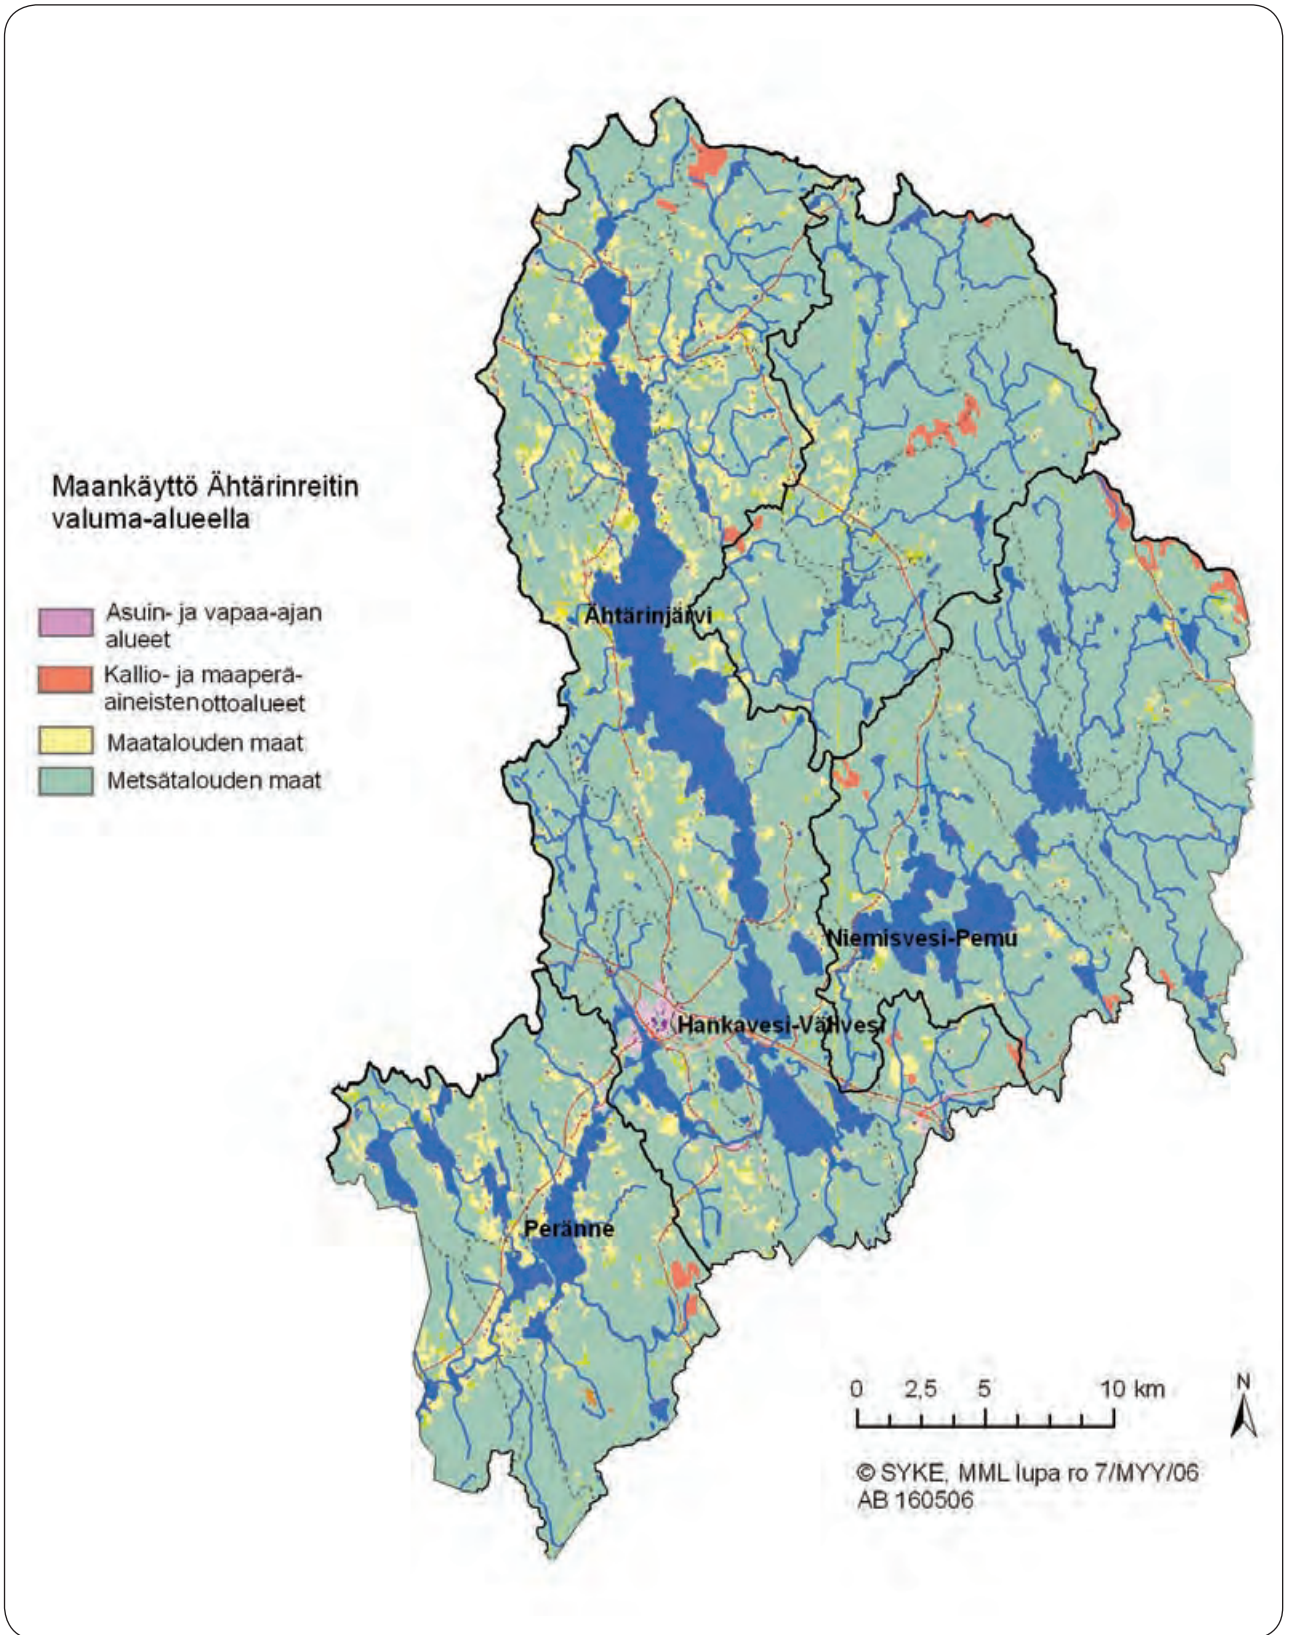 Maankäyttö Ähtärinreitin
valuma-alueella
Asuin- ja vapaa-ajan
alueet
Kallio- ja maaperä-
aineistenottoalueet
Maatalouden maat
Metsätalouden maat
Ähtärinjärvi
Niemisvesi-Pemu
Hankavesi-Välivesi
Peränne
0 2,5 5 10 km
N
© SYKE, MML lupa ro 7/MYY/06
AB 160506